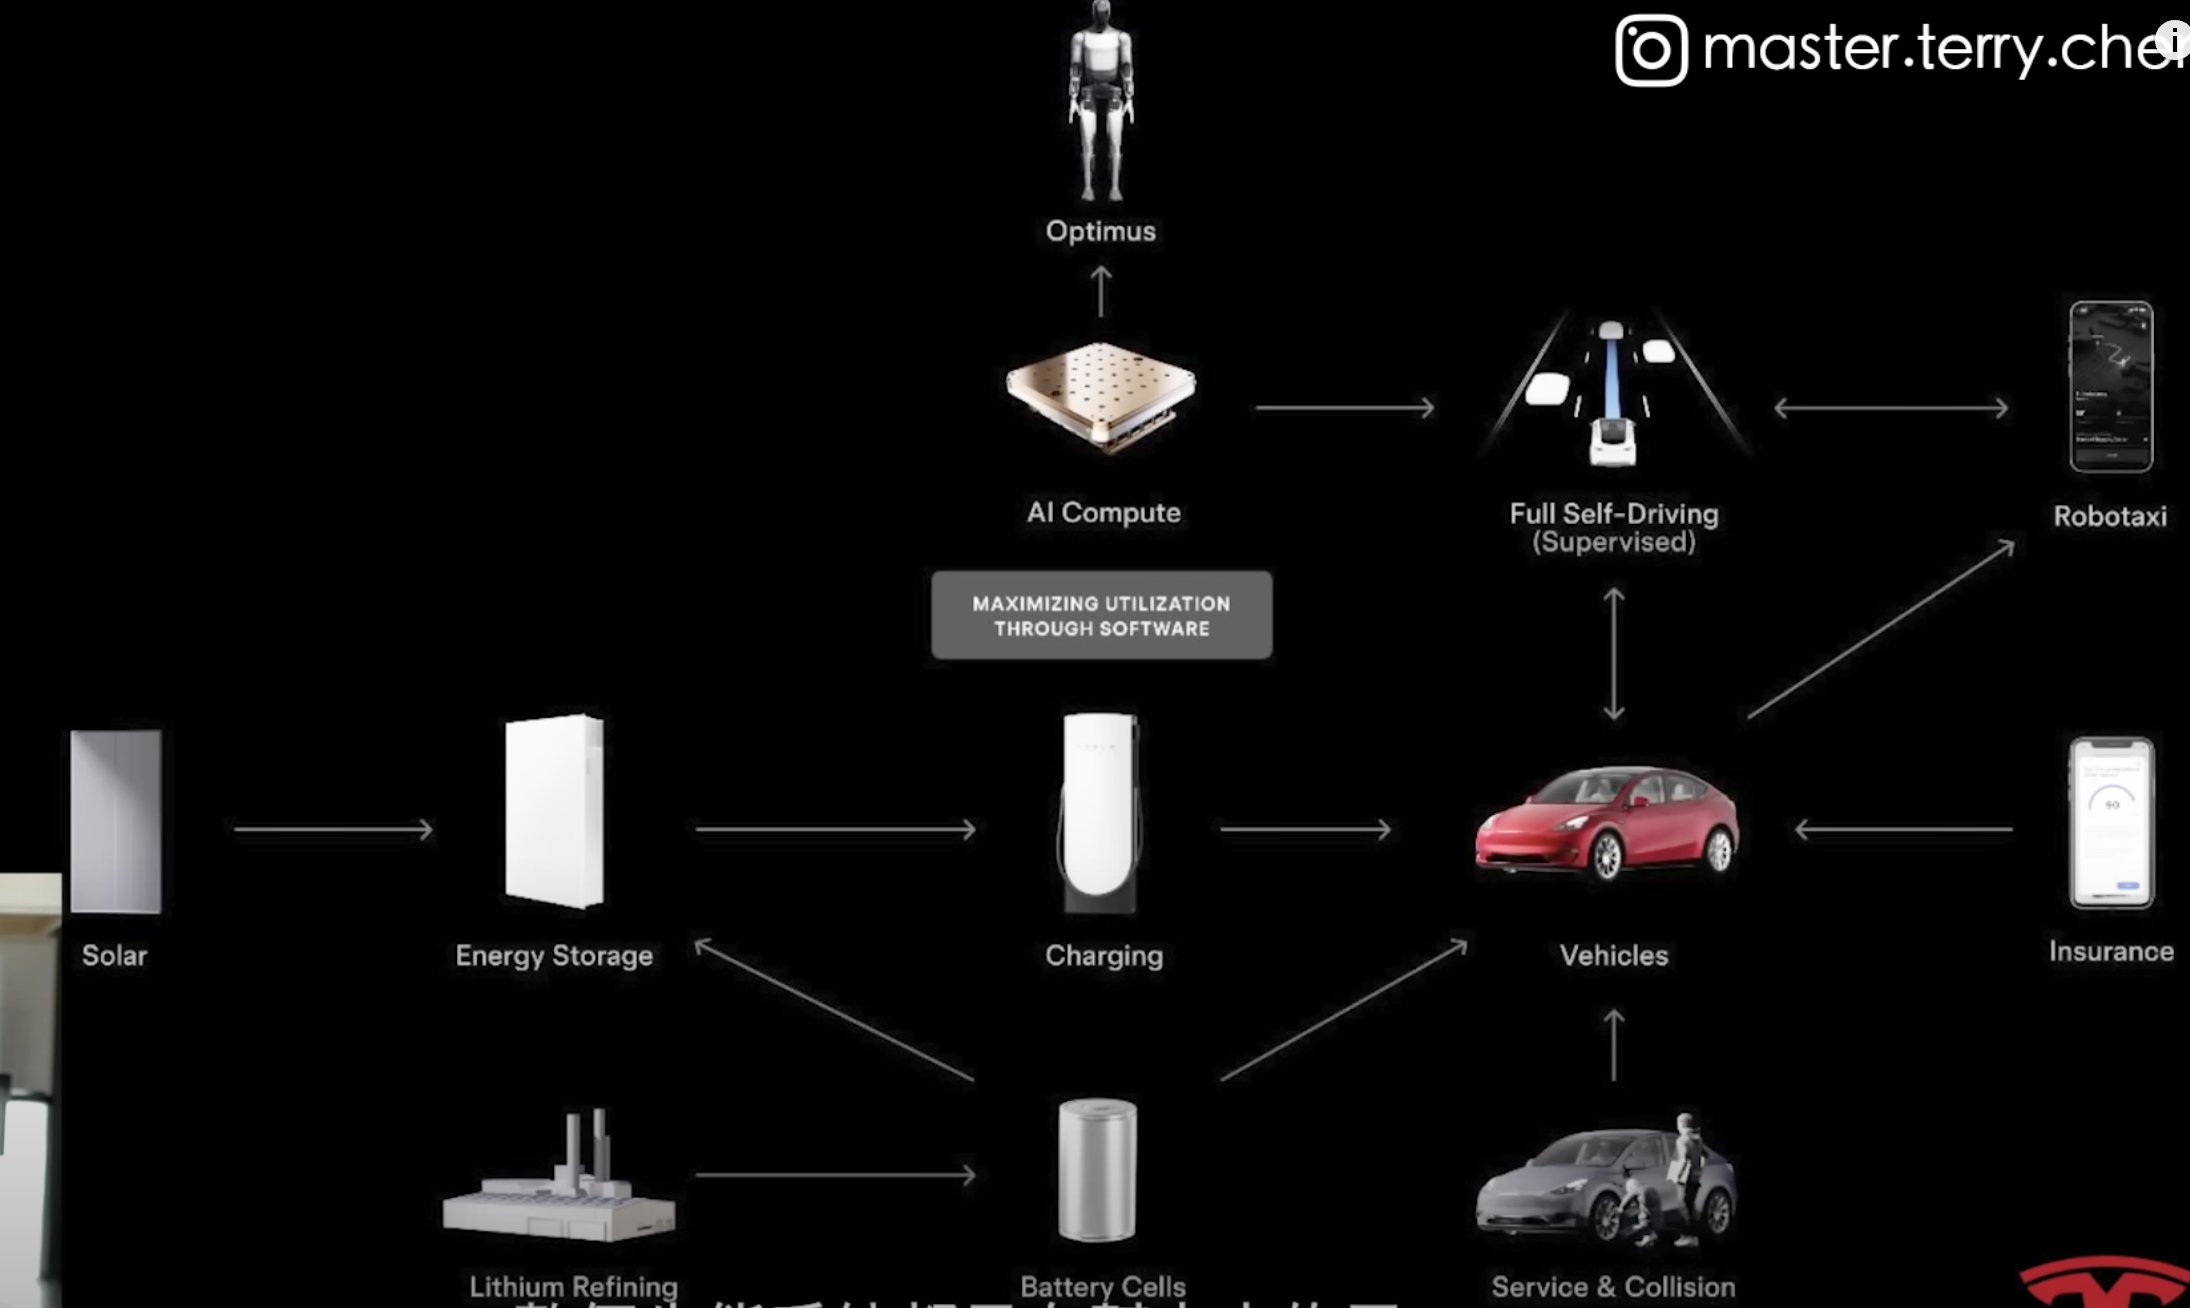 master.terry.che
Optimus
AI Compute
Full Self-Driving
(Supervised)
Robotaxi
MAXIMIZING UTILIZATION
THROUGH SOFTWARE
Solar
Energy Storage
Charging
Vehicles
90
Insurance
Lithium Refining
Battery Cells
Service & Collision